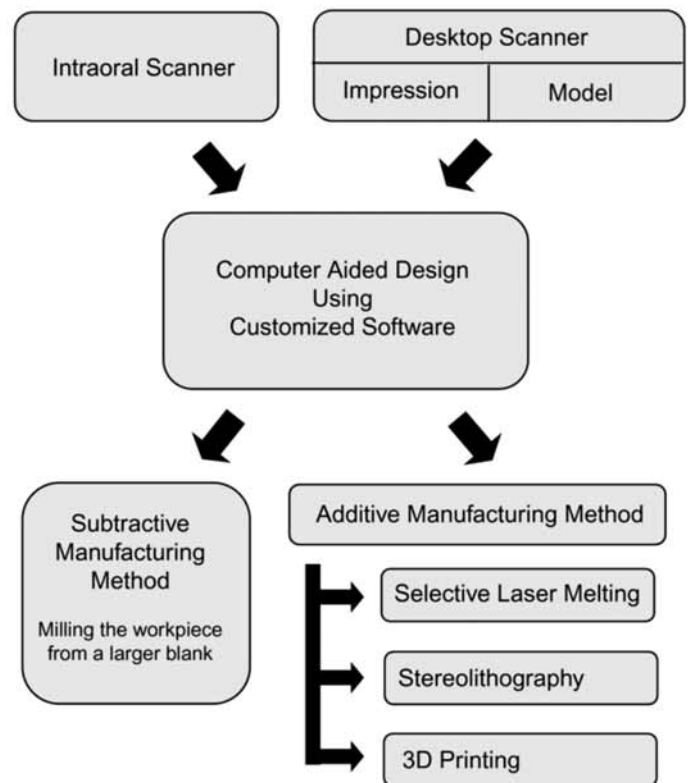 Intraoral Scanner
Desktop Scanner
Impression
Model
Computer Aided Design
Using
Customized Software
Subtractive
Manufacturing
Method
Milling the workpiece
from a larger blank
Additive Manufacturing Method
Selective Laser Melting
Stereolithography
3D Printing